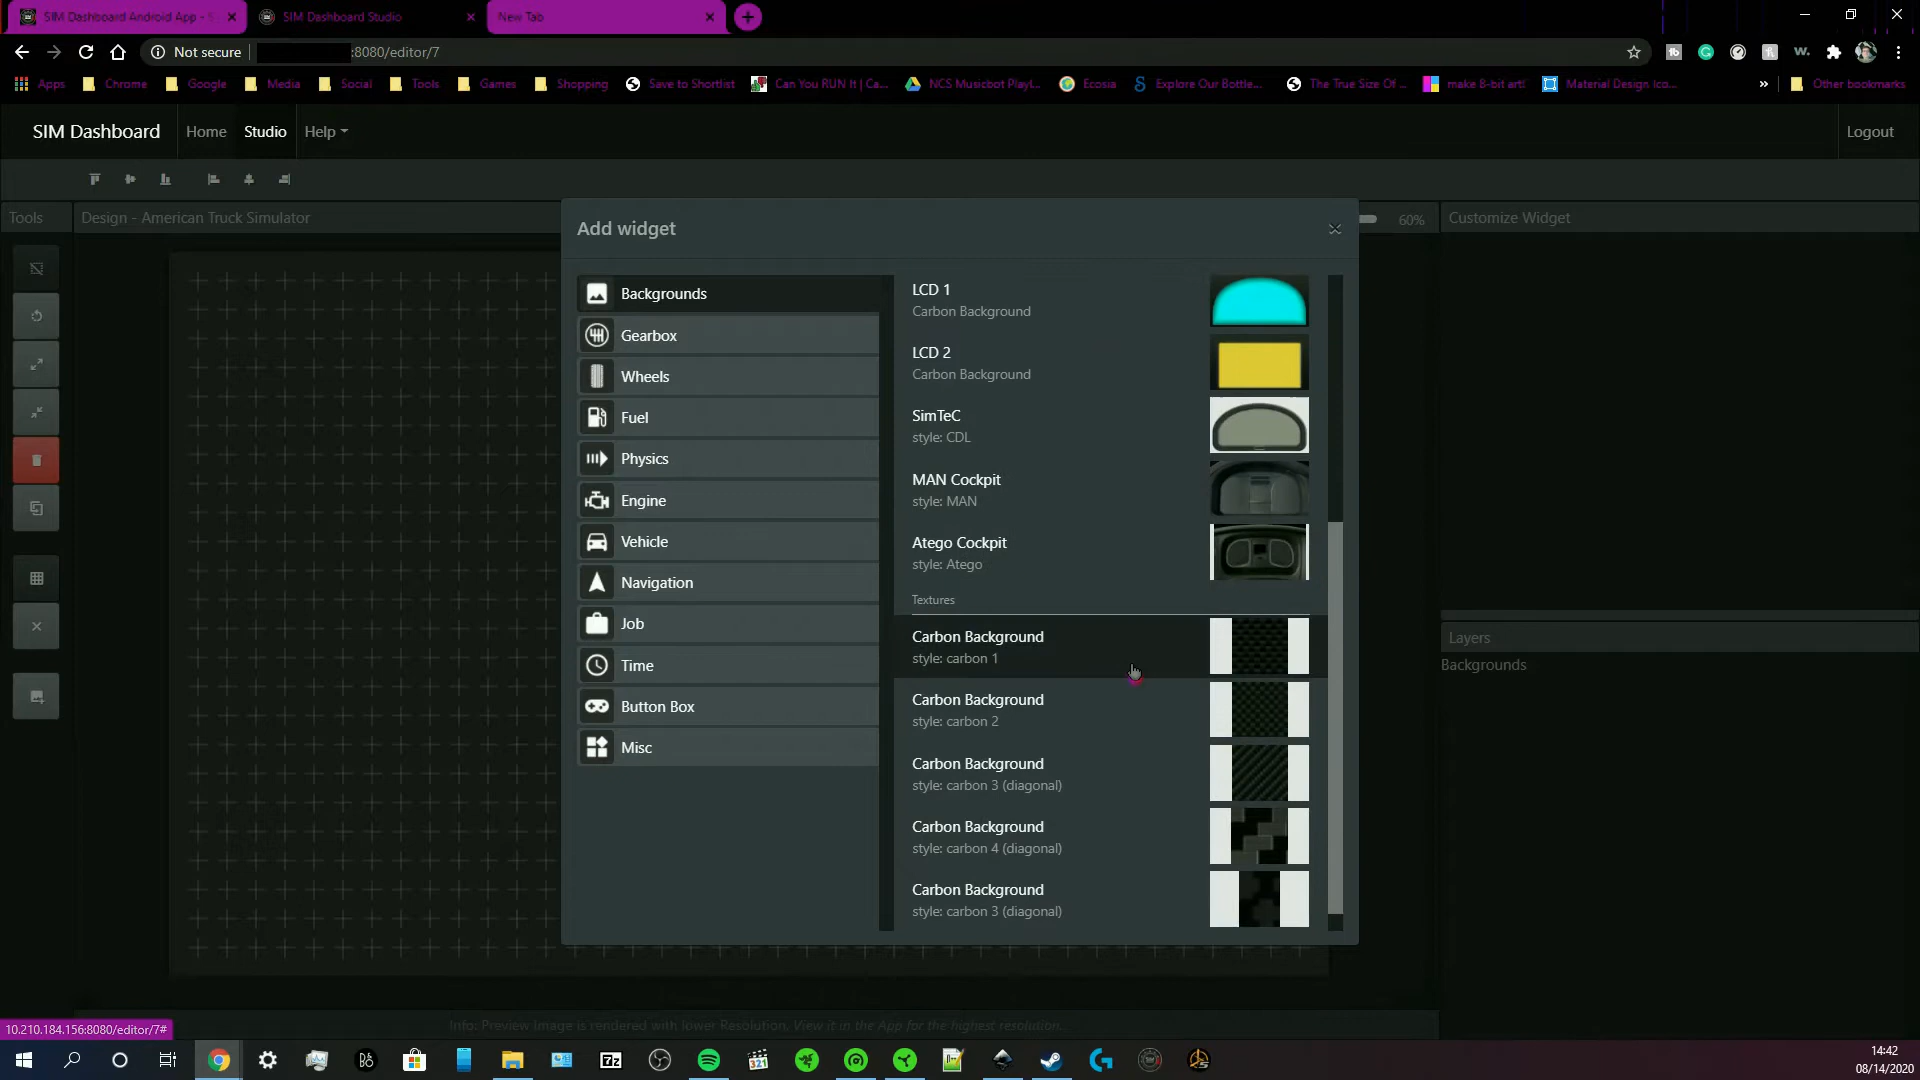 SIM Dashboard Android App - S
SIM Dashboard Studio
New Tab
Not secure
:8080/editor/7
Apps
Chrome
Google
Media
Social
Tools
Games
Shopping
Save to Shortlist
Can You RUN It | Ca...
NCS Musicbot Playl...
Ecosia
Explore Our Bottle...
The True Size Of ...
make 8-bit art!
Material Design Ico...
»
Other bookmarks
SIM Dashboard
Home
Studio
Help
Logout
Tools
Design - American Truck Simulator
60%
Customize Widget
Add widget
Backgrounds
Gearbox
Wheels
Fuel
Physics
Engine
Vehicle
Navigation
Job
Time
Button Box
Misc
LCD 1
Carbon Background
LCD 2
Carbon Background
SimTeC
style: CDL
MAN Cockpit
style: MAN
Atego Cockpit
style: Atego
Textures
Carbon Background
style: carbon 1
Carbon Background
style: carbon 2
Carbon Background
style: carbon 3 (diagonal)
Carbon Background
style: carbon 4 (diagonal)
Carbon Background
style: carbon 3 (diagonal)
Layers
Backgrounds
Info: Preview Image is rendered with lower Resolution. View it in the App for the highest resolution...
10.210.184.156:8080/editor/7#
14:42
08/14/2020